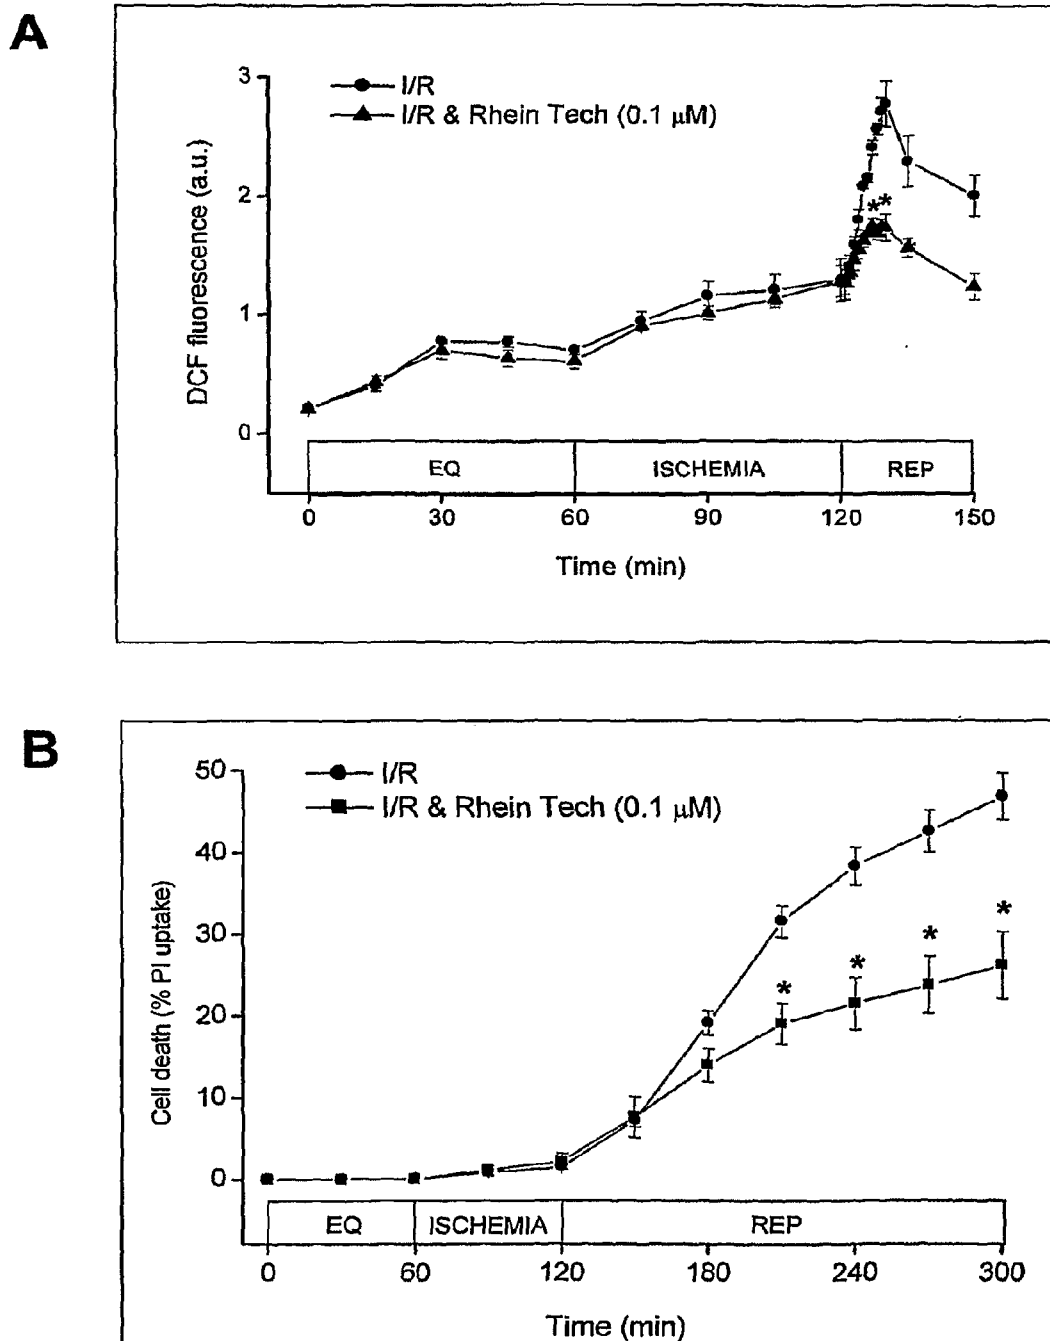 A
3
I/R
I/R & Rhein Tech (0.1 μM)
2
1
0
DCF fluorescence (a.u.)
* *
EQ ISCHEMIA REP
0 30 60 90 120 150
Time (min)
B
50
I/R
I/R & Rhein Tech (0.1 μM)
40
30
20
10
0
Cell death (% PI uptake)
* * * *
EQ ISCHEMIA REP
0 60 120 180 240 300
Time (min)